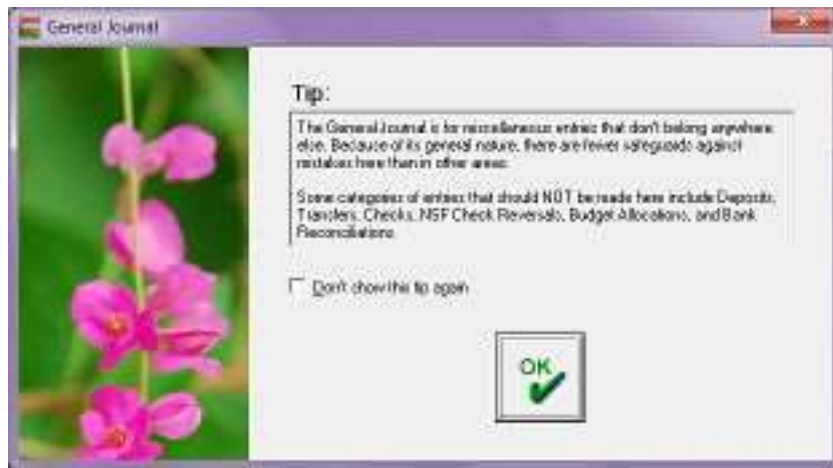 General Journal
Tip:
The General Journal is for miscellaneous entries that don't belong anywhere
else. Because of its general nature, there are fewer safeguards against
mistakes here than in other areas.
Some categories of entries that should NOT be made here include Deposits,
Transfers, Checks, NSF Check Reversals, Budget Allocations, and Bank
Reconciliations.
Don't show this tip again
OK